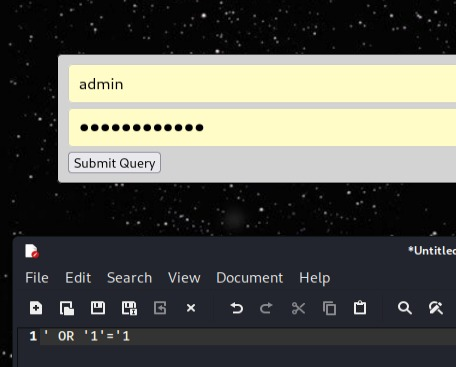 admin
●●●●●●●●●●●●
Submit Query
*Untitled
File Edit Search View Document Help
1 ' OR '1'='1